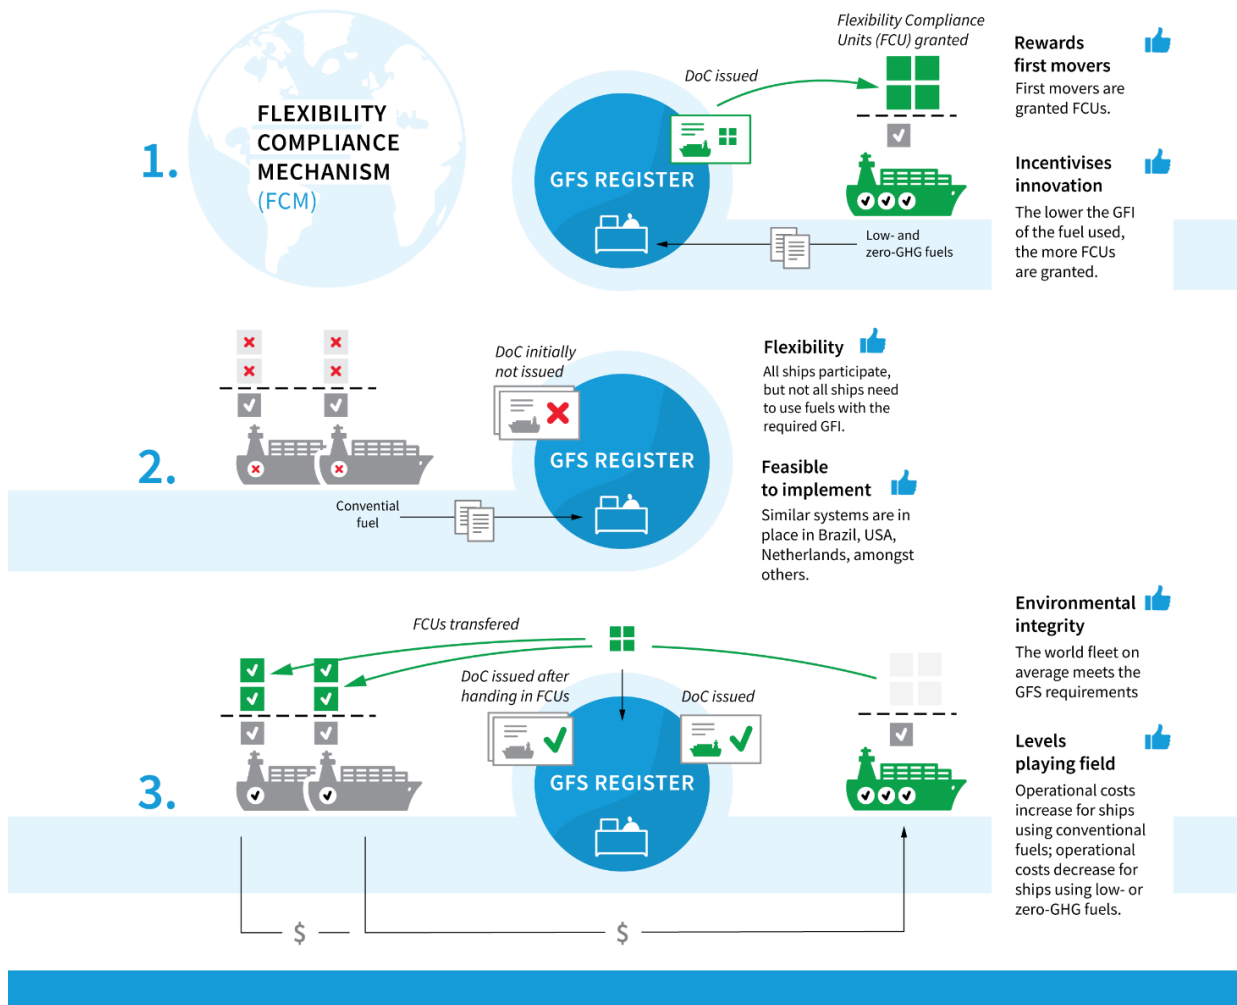 1.
FLEXIBILITY
COMPLIANCE
MECHANISM
(FCM)
DoC issued
Flexibility Compliance
Units (FCU) granted
GFS REGISTER
Low- and
zero-GHG fuels
Rewards
first movers
First movers are
granted FCUs.
Incentivises
innovation
The lower the GFI
of the fuel used,
the more FCUs
are granted.
2.
DoC initially
not issued
GFS REGISTER
Convential
fuel
Flexibility
All ships participate,
but not all ships need
to use fuels with the
required GFI.
Feasible
to implement
Similar systems are in
place in Brazil, USA,
Netherlands, amongst
others.
3.
FCUs transfered
DoC issued after
handing in FCUs
DoC issued
GFS REGISTER
$
$
Environmental
integrity
The world fleet on
average meets the
GFS requirements
Levels
playing field
Operational costs
increase for ships
using conventional
fuels; operational
costs decrease for
ships using low- or
zero-GHG fuels.